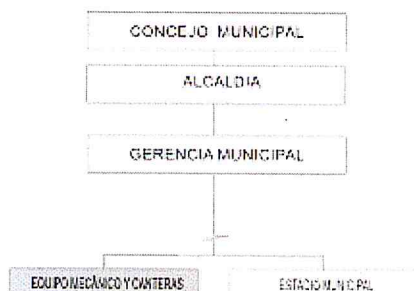 CONCEJO MUNICIPAL
ALCALDIA
GERENCIA MUNICIPAL
EQUIPO MECÁNICO Y CANTERAS
ESTADIO MUNICIPAL